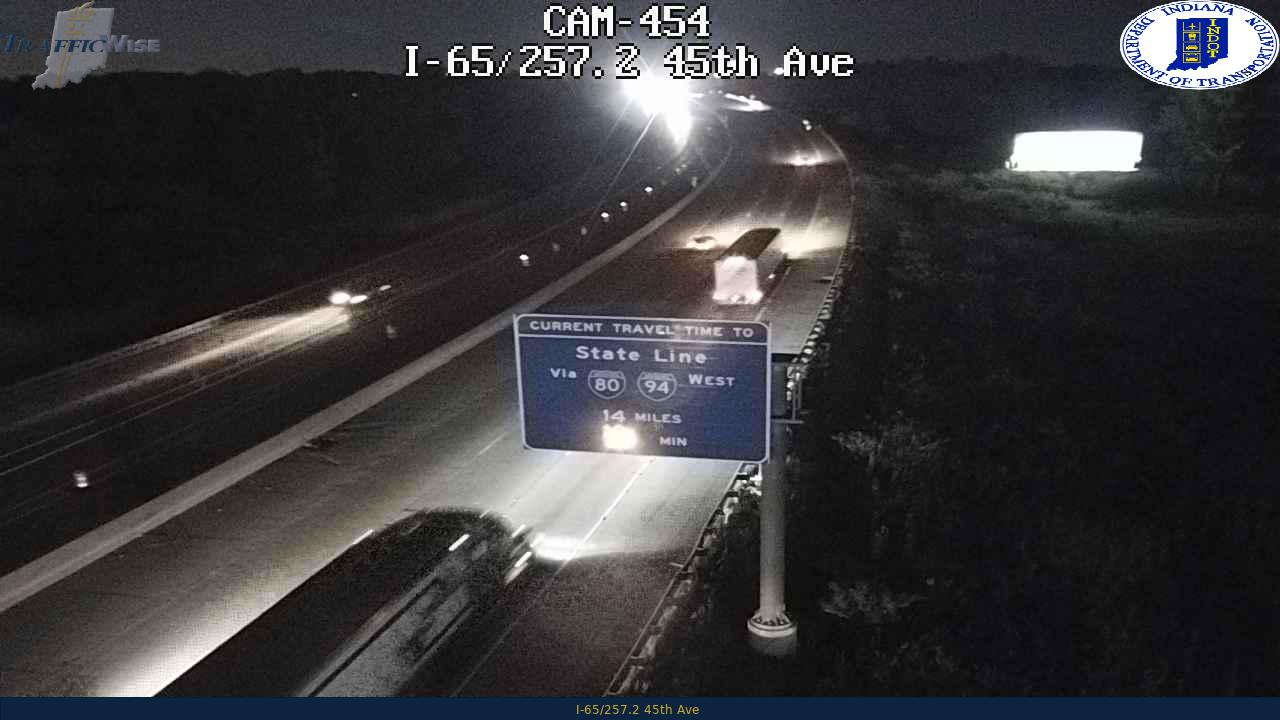 CAM-454
I-65/257.2 45th Ave
TRAFFICWISE
INDIANA
DEPARTMENT OF TRANSPORTATION
INDOT
CURRENT TRAVEL TIME TO
State Line
Via 80 94 WEST
14 MILES
MIN
I-65/257.2 45th Ave